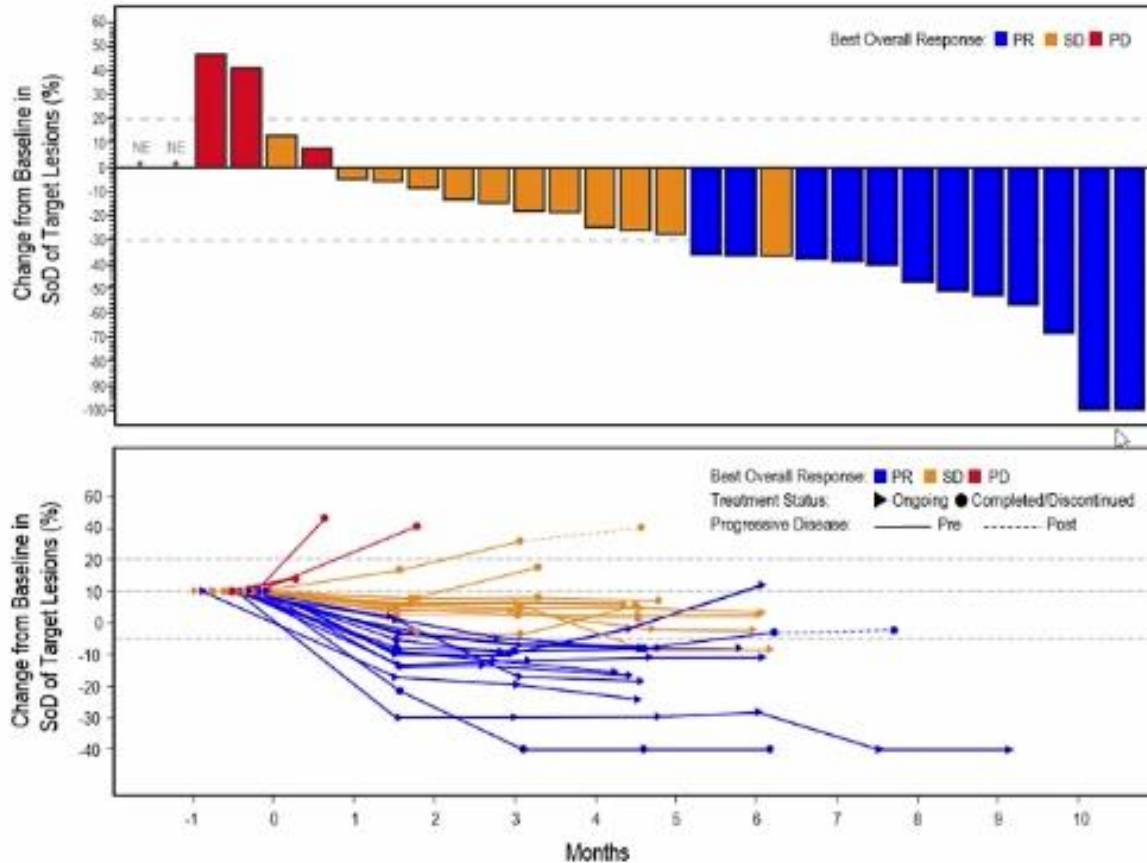 Change from Baseline in
SoD of Target Lesions (%)
60
50
40
30
20
10
0
-10
-20
-30
-40
-50
-60
-70
-80
-90
-100
NE NE
Best Overall Response: PR SD PD
Change from Baseline in
SoD of Target Lesions (%)
60
40
20
10
0
-10
-20
-30
-40
Best Overall Response: PR SD PD
Treatment Status: Ongoing Completed/Discontinued
Progressive Disease: Pre Post
-1 0 1 2 3 4 5 6 7 8 9 10
Months